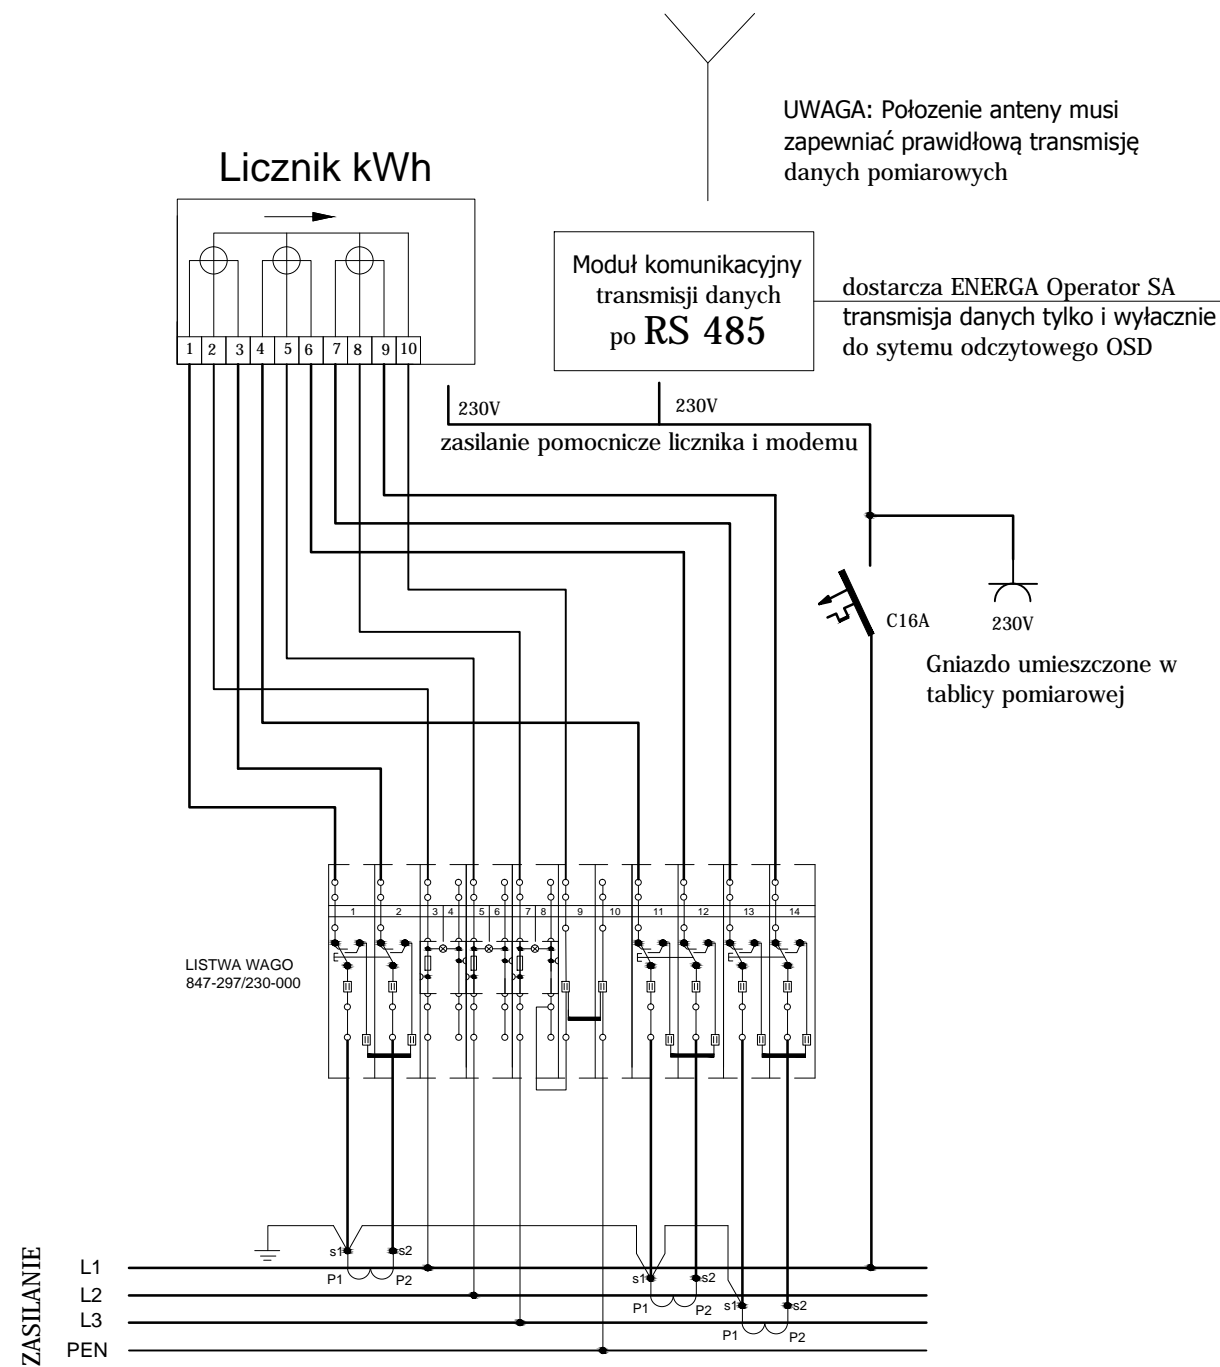 UWAGA: Połozenie anteny musi
zapewniać prawidłową transmisję
danych pomiarowych
Licznik kWh
Moduł komunikacyjny
transmisji danych
po RS 485
dostarcza ENERGA Operator SA
transmisja danych tylko i wyłacznie
do sytemu odczytowego OSD
1 2 3 4 5 6 7 8 9 10
230V
230V
zasilanie pomocnicze licznika i modemu
C16A
230V
Gniazdo umieszczone w
tablicy pomiarowej
1 2 3 4 5 6 7 8 9 10 11 12 13 14
LISTWA WAGO
847-297/230-000
ZASILANIE
s1 s2
L1
P1 P2
s1 s2
L2
P1 P2
s1 s2
L3
P1 P2
PEN